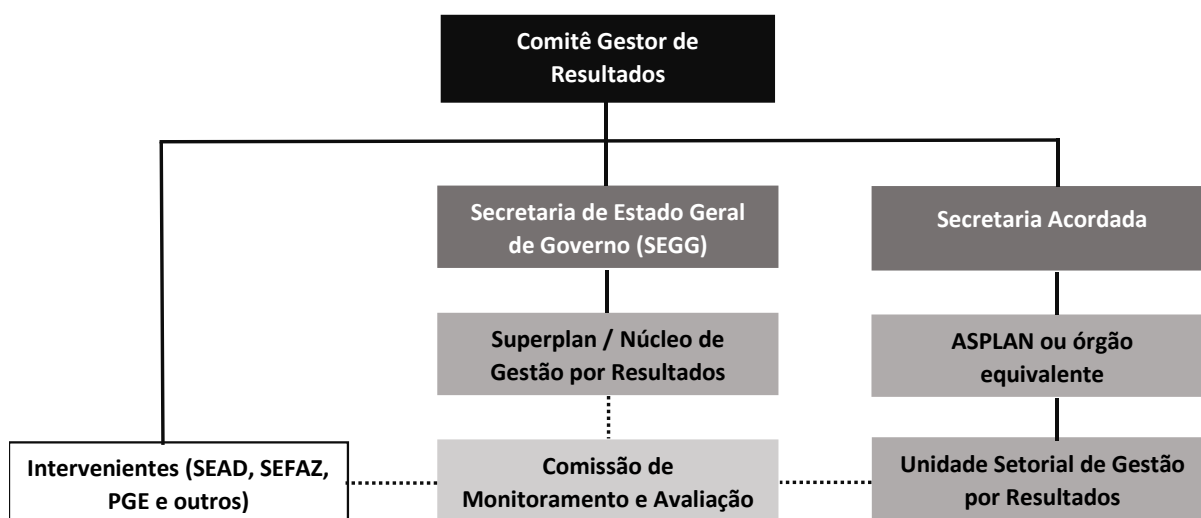 Comitê Gestor de
Resultados
Secretaria de Estado Geral
de Governo (SEGG)
Secretaria Acordada
Superplan / Núcleo de
Gestão por Resultados
ASPLAN ou órgão
equivalente
Intervenientes (SEAD, SEFAZ,
PGE e outros)
Comissão de
Monitoramento e Avaliação
Unidade Setorial de Gestão
por Resultados